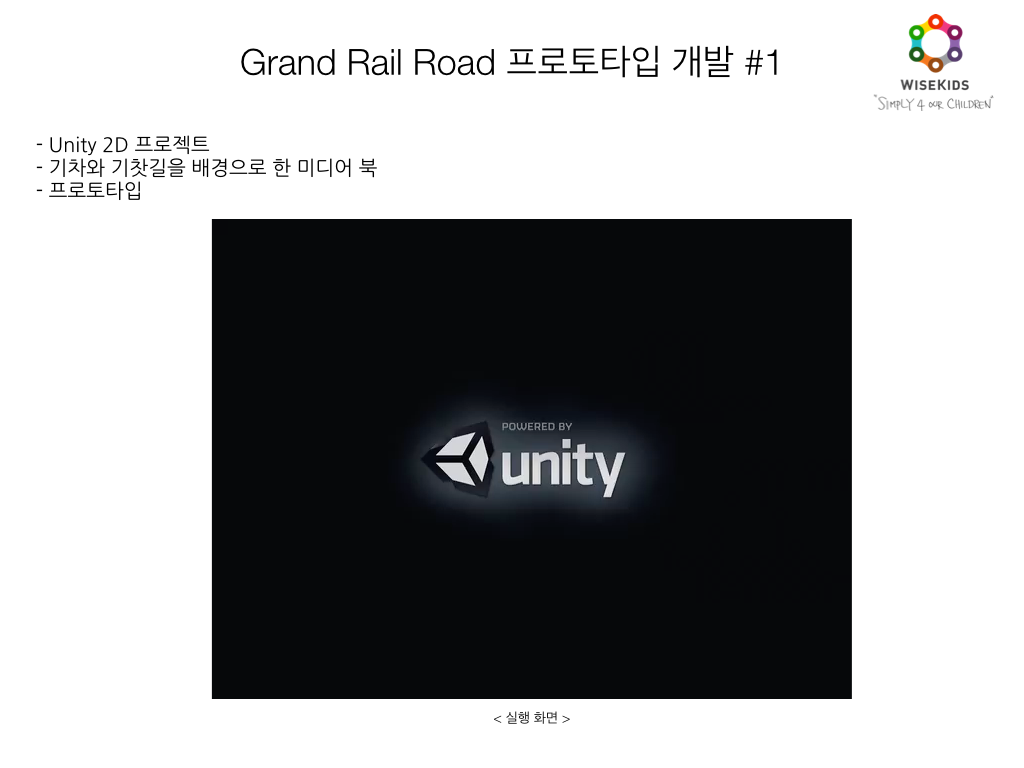 Grand Rail Road 프로토타입 개발 #1
WISEKIDS
"SIMPLY 4 OUR CHILDREN"
- Unity 2D 프로젝트
- 기차와 기찻길을 배경으로 한 미디어 북
- 프로토타입
POWERED BY
unity
< 실행 화면 >